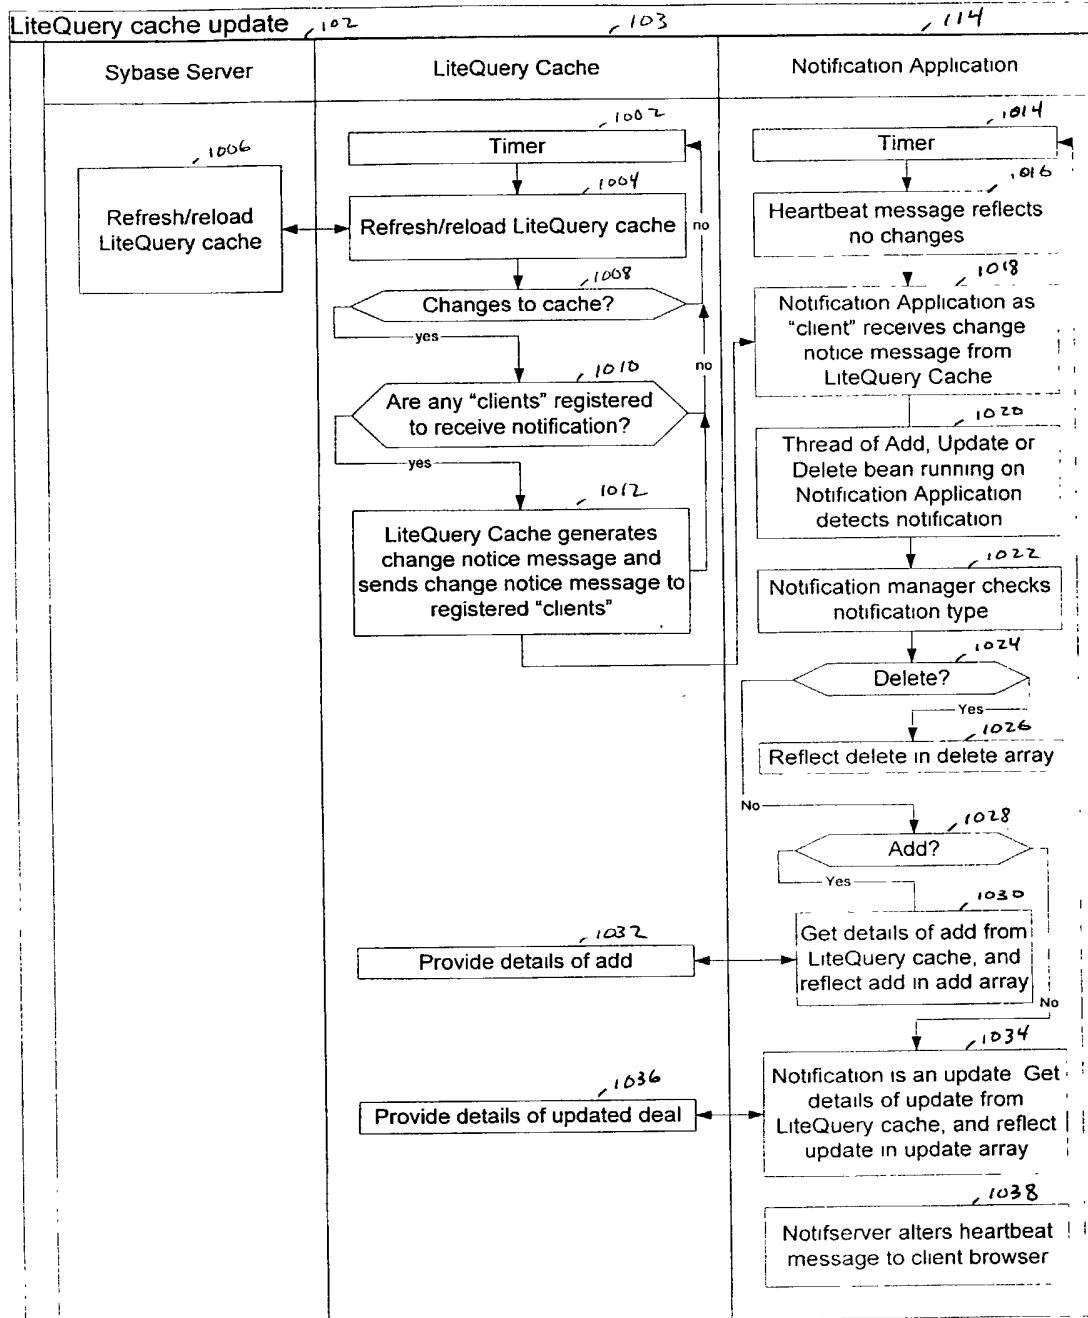 LiteQuery cache update 102 103 114
Sybase Server LiteQuery Cache Notification Application
1002
Timer
1014
Timer
1006
Refresh/reload
LiteQuery cache
1004
Refresh/reload LiteQuery cache
no
1016
Heartbeat message reflects
no changes
1008
Changes to cache?
yes
no
1018
Notification Application as
“client” receives change
notice message from
LiteQuery Cache
1010
Are any “clients” registered
to receive notification?
yes
1020
Thread of Add, Update or
Delete bean running on
Notification Application
detects notification
1012
LiteQuery Cache generates
change notice message and
sends change notice message to
registered “clients”
1022
Notification manager checks
notification type
1024
Delete?
Yes
1026
Reflect delete in delete array
No
1028
Add?
Yes
1030
Get details of add from
LiteQuery cache, and
reflect add in add array
1032
Provide details of add
No
1034
Notification is an update Get
details of update from
LiteQuery cache, and reflect
update in update array
1036
Provide details of updated deal
1038
Notifserver alters heartbeat
message to client browser